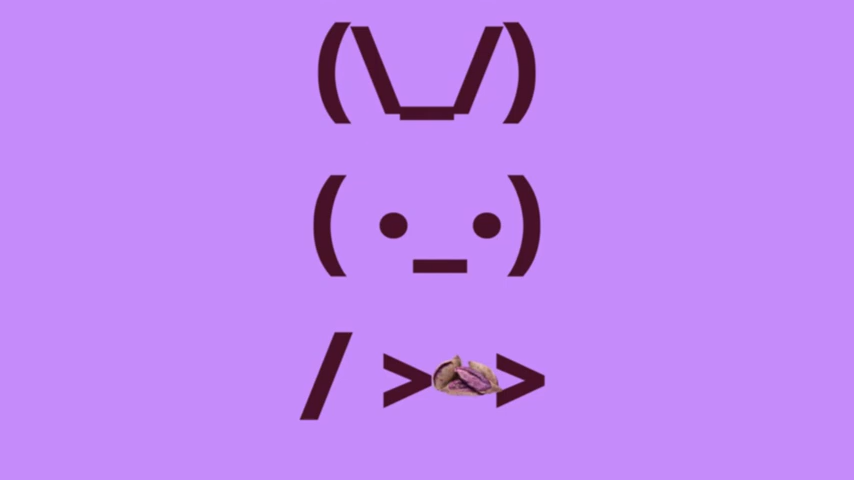 (\_/)
( •_•)
/ > >